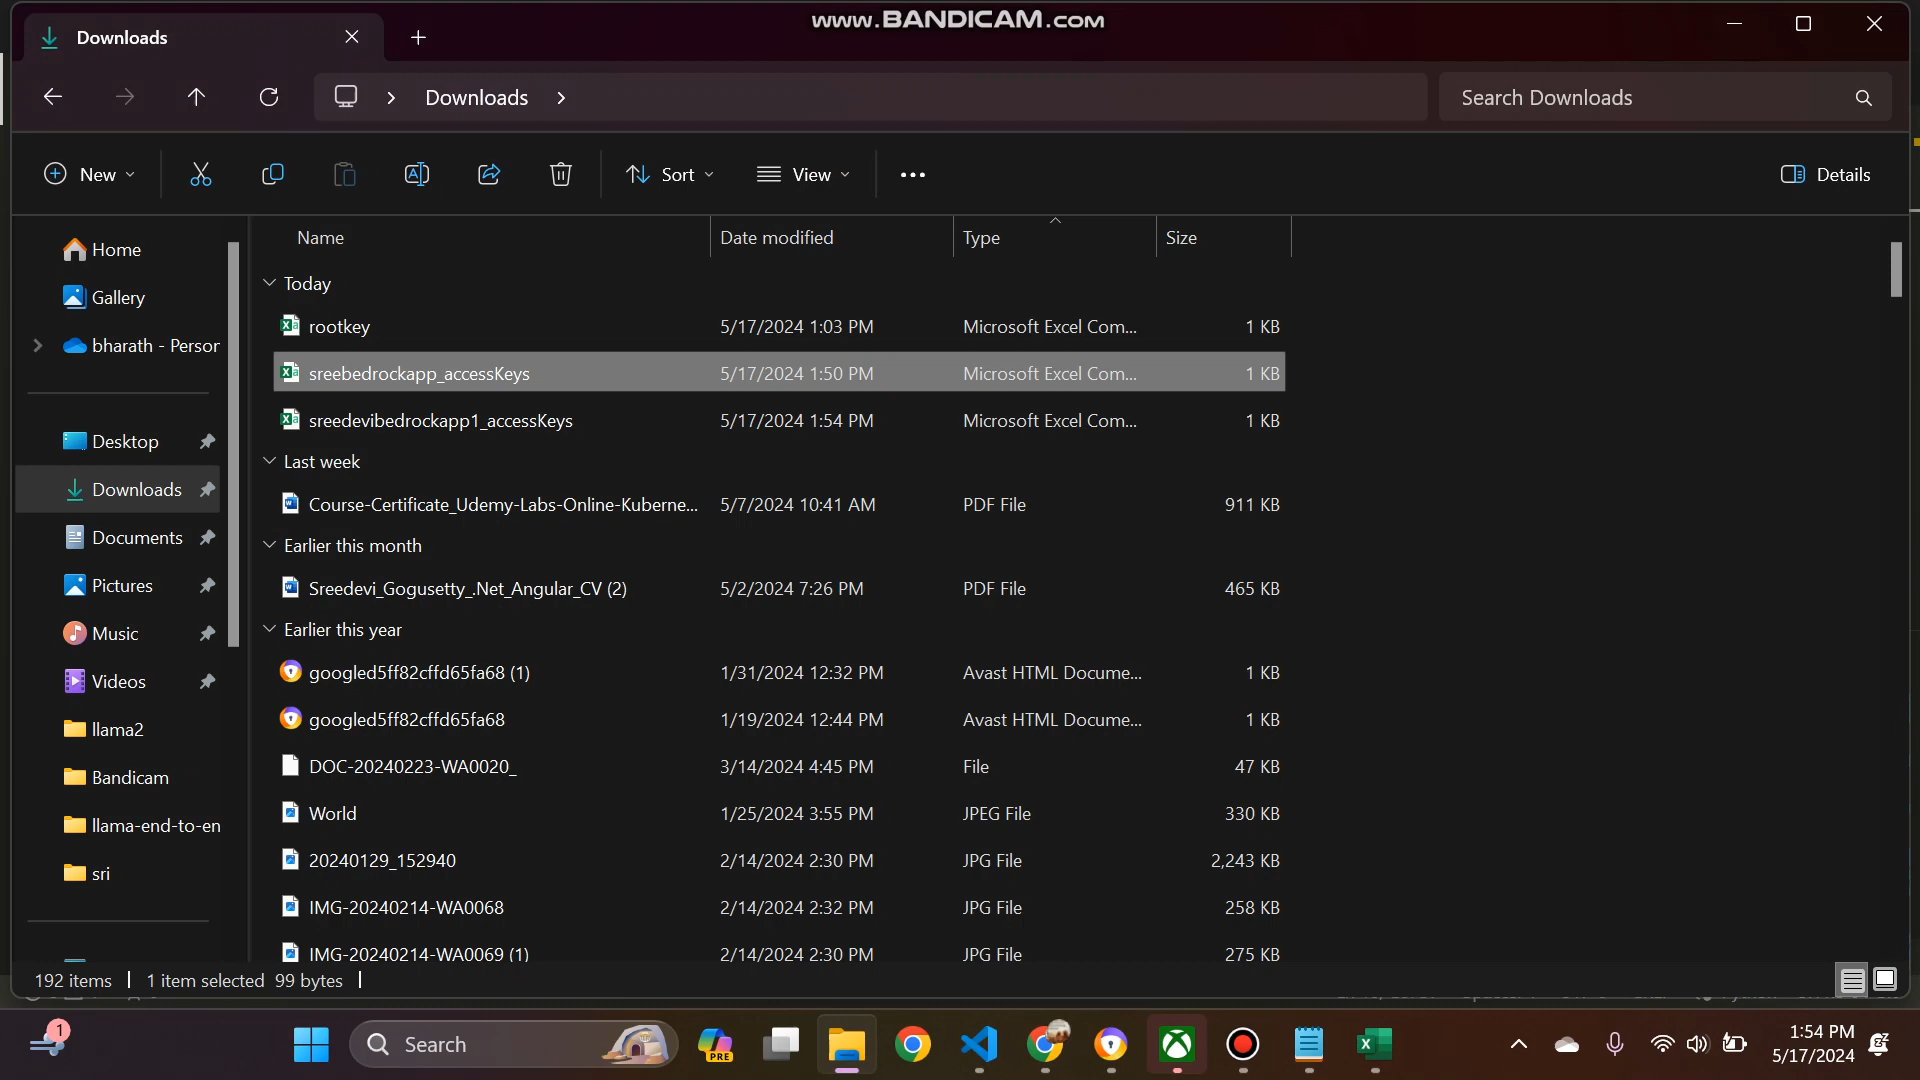 www.BANDICAM.com
Downloads
Downloads
Search Downloads
New
Sort
View
Details
Name Date modified Type Size
Home
Gallery
bharath - Person
Desktop
Downloads
Documents
Pictures
Music
Videos
llama2
Bandicam
llama-end-to-en
sri
Today
rootkey 5/17/2024 1:03 PM Microsoft Excel Com... 1 KB
sreebedrockapp_accessKeys 5/17/2024 1:50 PM Microsoft Excel Com... 1 KB
sreedevibedrockapp1_accessKeys 5/17/2024 1:54 PM Microsoft Excel Com... 1 KB
Last week
Course-Certificate_Udemy-Labs-Online-Kuberne... 5/7/2024 10:41 AM PDF File 911 KB
Earlier this month
Sreedevi_Gogusetty_.Net_Angular_CV (2) 5/2/2024 7:26 PM PDF File 465 KB
Earlier this year
googled5ff82cffd65fa68 (1) 1/31/2024 12:32 PM Avast HTML Docume... 1 KB
googled5ff82cffd65fa68 1/19/2024 12:44 PM Avast HTML Docume... 1 KB
DOC-20240223-WA0020_ 3/14/2024 4:45 PM File 47 KB
World 1/25/2024 3:55 PM JPEG File 330 KB
20240129_152940 2/14/2024 2:30 PM JPG File 2,243 KB
IMG-20240214-WA0068 2/14/2024 2:32 PM JPG File 258 KB
IMG-20240214-WA0069 (1) 2/14/2024 2:30 PM JPG File 275 KB
192 items 1 item selected 99 bytes
1
Search
PRE
1:54 PM
5/17/2024